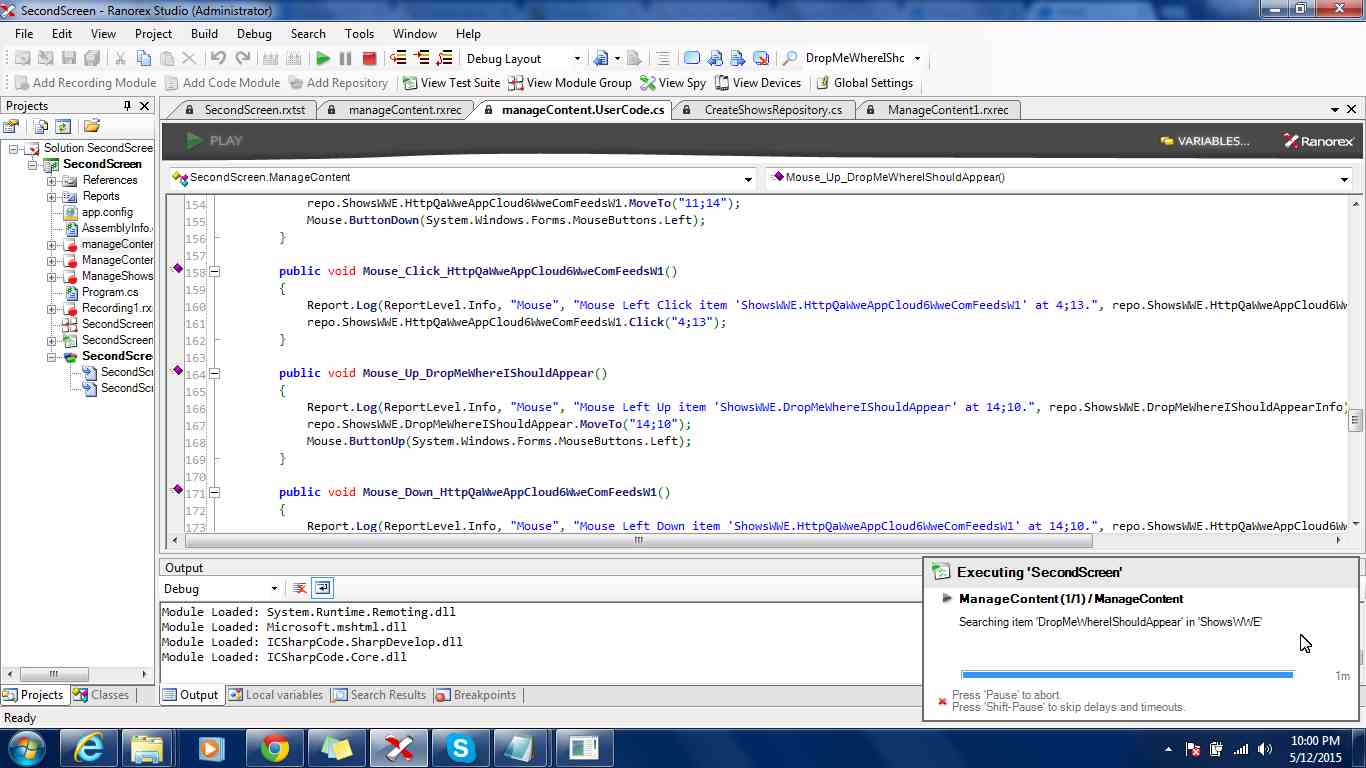 SecondScreen - Ranorex Studio (Administrator)
File Edit View Project Build Debug Search Tools Window Help
Debug Layout DropMeWhereIShc
Add Recording Module Add Code Module Add Repository View Test Suite View Module Group View Spy View Devices Global Settings
Projects
SecondScreen.rxtst manageContent.rxrec manageContent.UserCode.cs CreateShowsRepository.cs ManageContent1.rxrec
PLAY VARIABLES... Ranorex
SecondScreen.ManageContent Mouse_Up_DropMeWhereIShouldAppear()
Solution SecondScree
SecondScreen
References
Reports
app.config
AssemblyInfo.
manageConter
ManageConter
ManageShows
Program.cs
Recording1.rx
SecondScreen
SecondScreen
SecondScree
SecondScr
SecondScr
154 repo.ShowsWWE.HttpQaWweAppCloud6WweComFeedsW1.MoveTo("11;14");
155 Mouse.ButtonDown(System.Windows.Forms.MouseButtons.Left);
156 }
157
158 public void Mouse_Click_HttpQaWweAppCloud6WweComFeedsW1()
159 {
160 Report.Log(ReportLevel.Info, "Mouse", "Mouse Left Click item 'ShowsWWE.HttpQaWweAppCloud6WweComFeedsW1' at 4;13.", repo.ShowsWWE.HttpQaWweAppCloud6Ww
161 repo.ShowsWWE.HttpQaWweAppCloud6WweComFeedsW1.Click("4;13");
162 }
163
164 public void Mouse_Up_DropMeWhereIShouldAppear()
165 {
166 Report.Log(ReportLevel.Info, "Mouse", "Mouse Left Up item 'ShowsWWE.DropMeWhereIShouldAppear' at 14;10.", repo.ShowsWWE.DropMeWhereIShouldAppearInfo)
167 repo.ShowsWWE.DropMeWhereIShouldAppear.MoveTo("14;10");
168 Mouse.ButtonUp(System.Windows.Forms.MouseButtons.Left);
169 }
170
171 public void Mouse_Down_HttpQaWweAppCloud6WweComFeedsW1()
172 {
173 Report.Log(ReportLevel.Info, "Mouse", "Mouse Left Down item 'ShowsWWE.HttpQaWweAppCloud6WweComFeedsW1' at 14;10.", repo.ShowsWWE.HttpQaWweAppCloud6Ww
Output
Debug
Module Loaded: System.Runtime.Remoting.dll
Module Loaded: Microsoft.mshtml.dll
Module Loaded: ICSharpCode.SharpDevelop.dll
Module Loaded: ICSharpCode.Core.dll
Executing 'SecondScreen'
ManageContent (1/1) / ManageContent
Searching item 'DropMeWhereIShouldAppear' in 'ShowsWWE'
1m
Press 'Pause' to abort.
Press 'Shift-Pause' to skip delays and timeouts.
Projects Classes Output Local variables Search Results Breakpoints
Ready
10:00 PM
5/12/2015